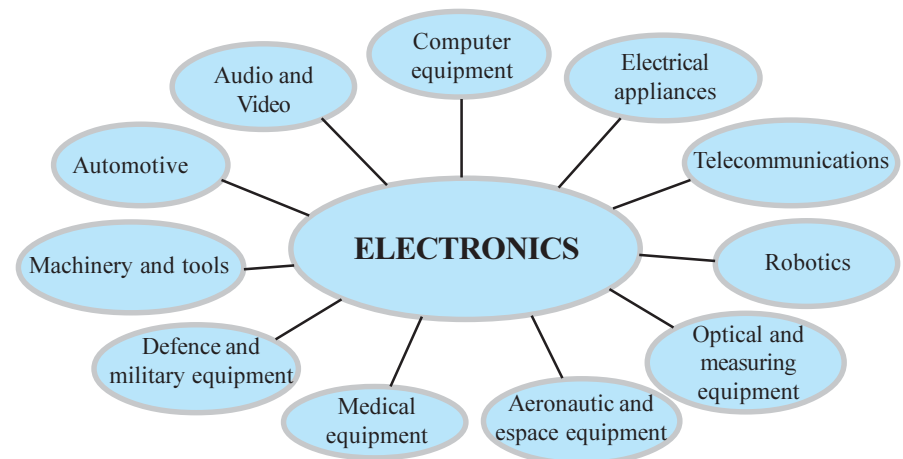 Computer
equipment
Electrical
appliances
Telecommunications
Robotics
Optical and
measuring
equipment
Aeronautic and
espace equipment
Medical
equipment
Defence and
military equipment
Machinery and tools
Automotive
Audio and
Video
ELECTRONICS